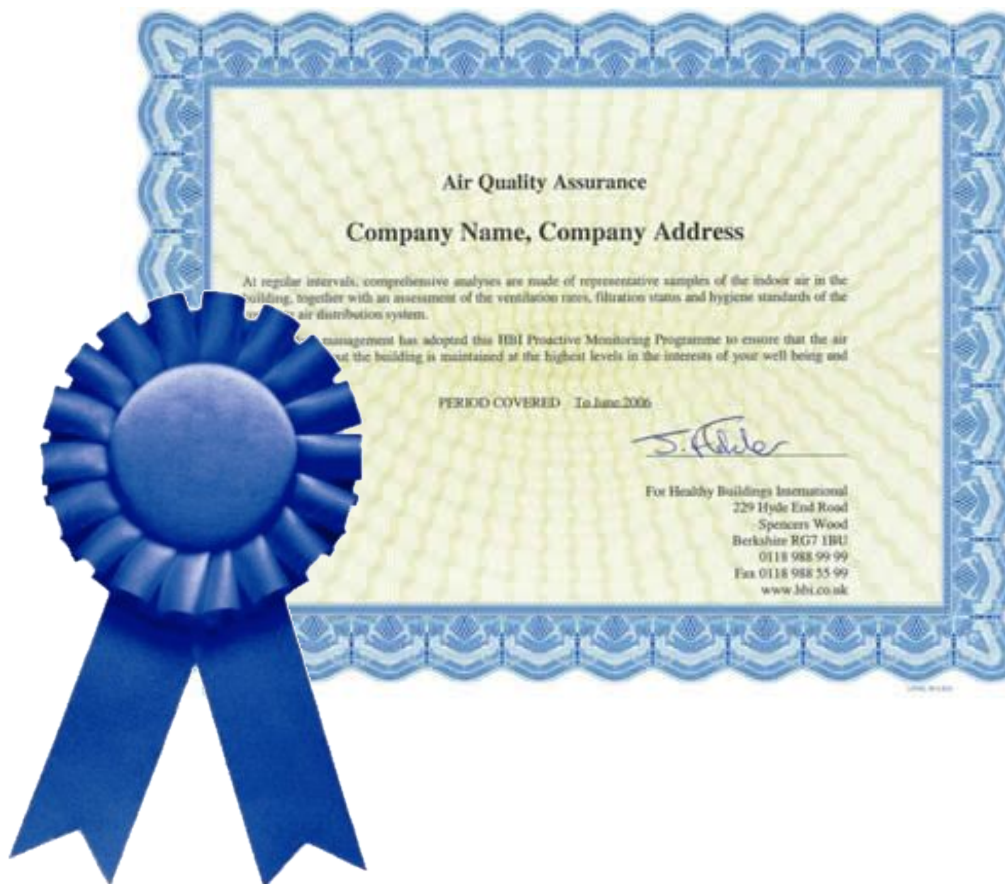 Air Quality Assurance
Company Name, Company Address
At regular intervals, comprehensive analyses are made of representative samples of the indoor air in the
building, together with an assessment of the ventilation rates, filtration status and hygiene standards of the
air distribution system.
management has adopted this HBI Proactive Monitoring Programme to ensure that the air
the building is maintained at the highest levels in the interests of your well being and
PERIOD COVERED To June 2006
For Healthy Buildings International
229 Hyde End Road
Spencers Wood
Berkshire RG7 1BU
0118 988 99 99
Fax 0118 988 55 99
www.hbi.co.uk